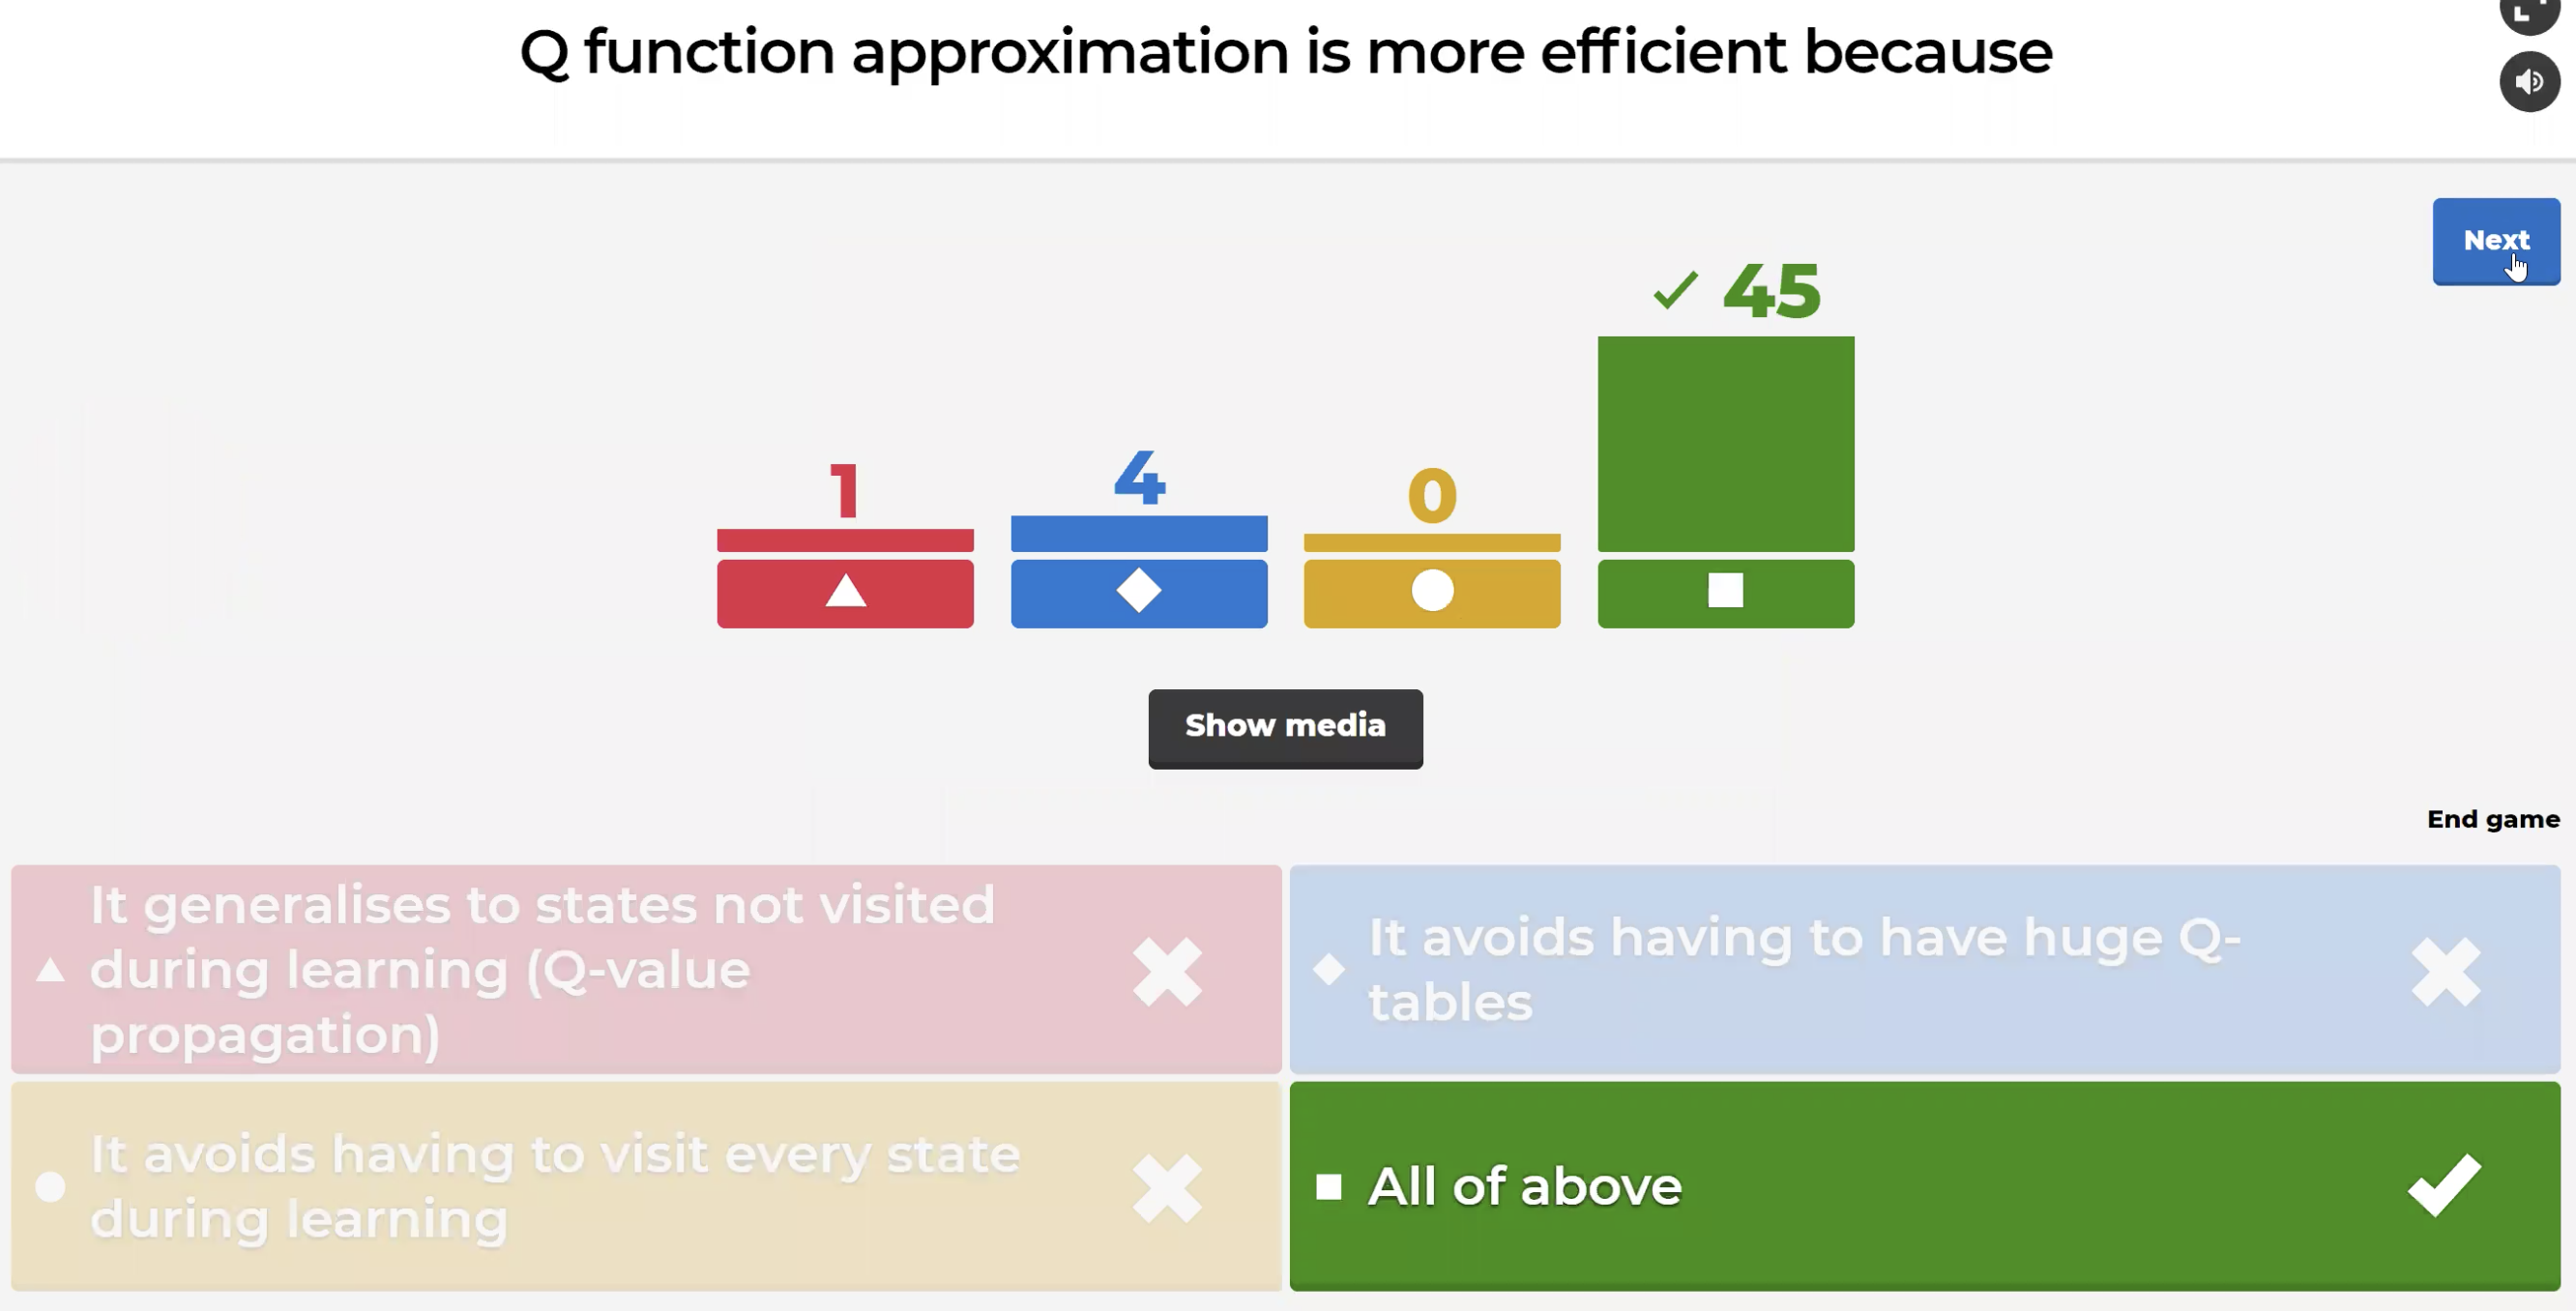 Q function approximation is more efficient because
Next
45
1
4
0
Show media
End game
It generalises to states not visited
during learning (Q-value
propagation)
It avoids having to have huge Q-
tables
It avoids having to visit every state
during learning
All of above